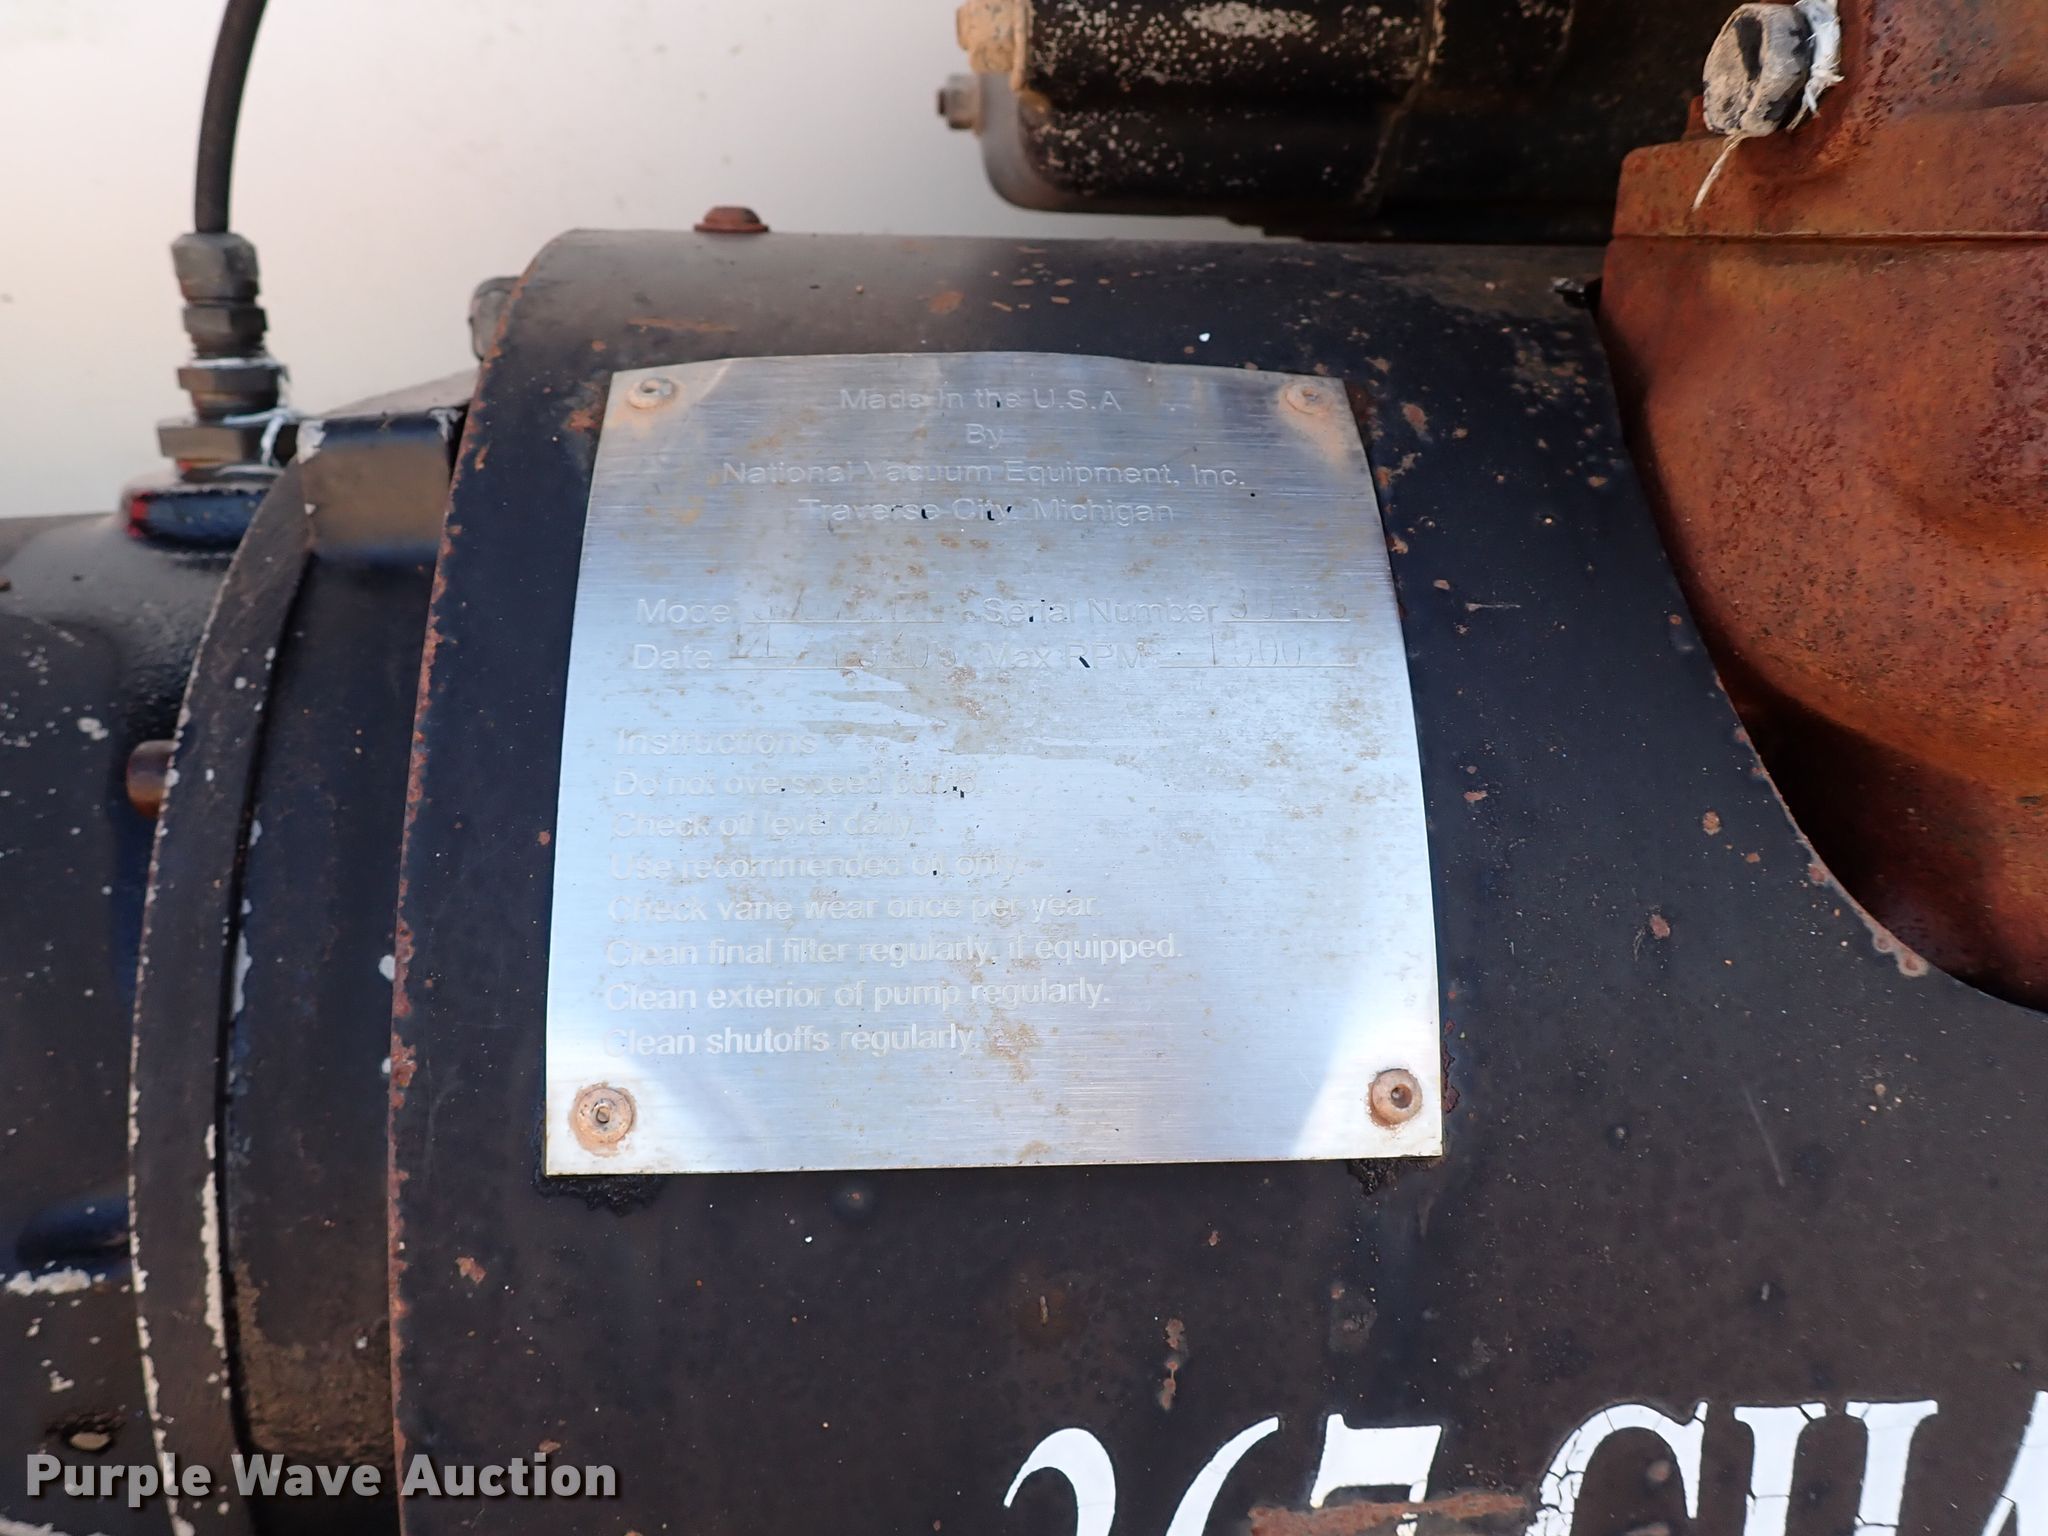 Made in the U.S.A
By
National Vacuum Equipment, Inc.
Traverse City, Michigan
Model Serial Number
Date Max RPM 1500
Instructions
Do not overspeed pump.
Check oil level daily.
Use recommended oil only.
Check vane wear once per year.
Clean final filter regularly, if equipped.
Clean exterior of pump regularly.
Clean shutoffs regularly.
Purple Wave Auction